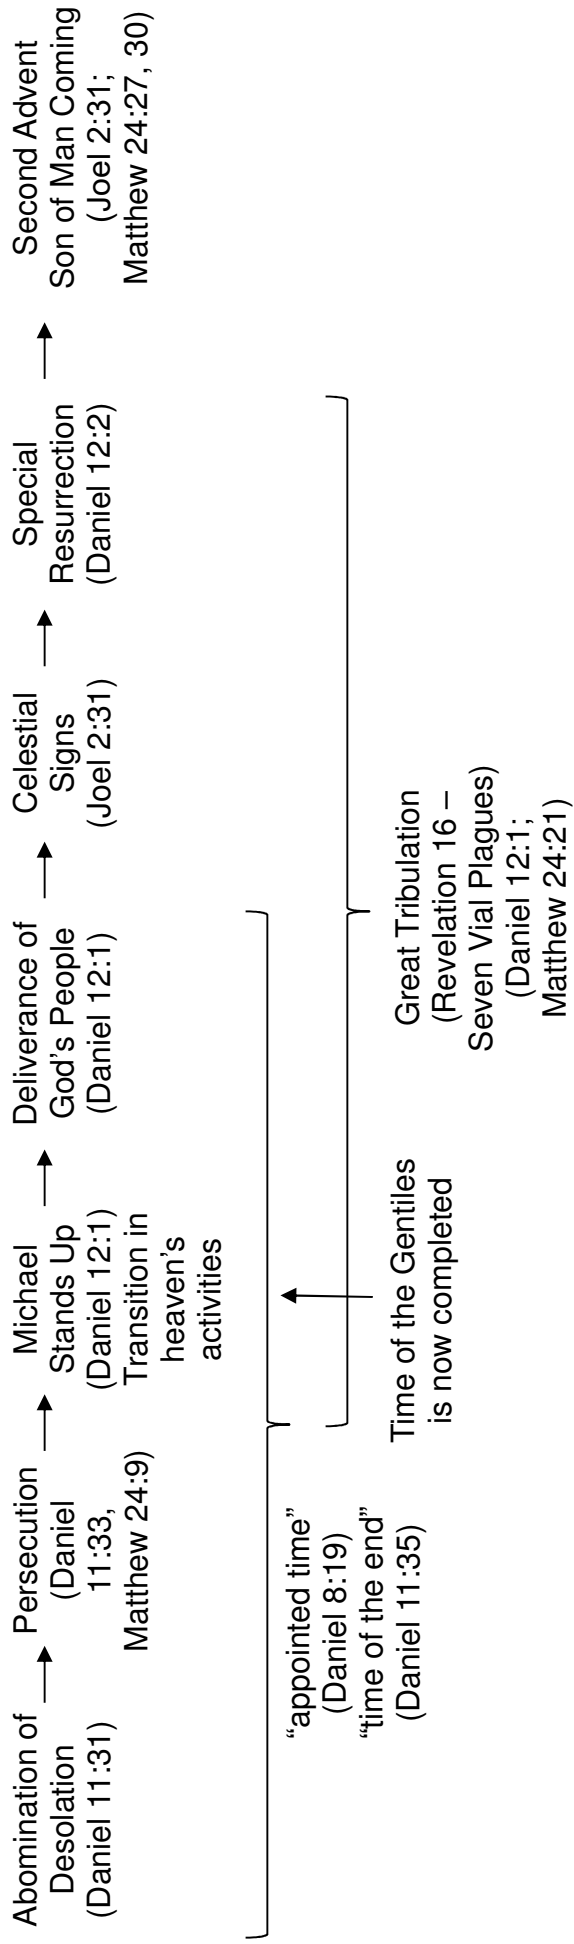 Abomination of
Desolation
(Daniel 11:31)
Persecution
(Daniel
11:33,
Matthew 24:9)
Michael
Stands Up
(Daniel 12:1)
Transition in
heaven's
activities
Deliverance of
God's People
(Daniel 12:1)
Celestial
Signs
(Joel 2:31)
Special
Resurrection
(Daniel 12:2)
Second Advent
Son of Man Coming
(Joel 2:31;
Matthew 24:27, 30)
“appointed time”
(Daniel 8:19)
“time of the end”
(Daniel 11:35)
Time of the Gentiles
is now completed
Great Tribulation
(Revelation 16 –
Seven Vial Plagues)
(Daniel 12:1;
Matthew 24:21)